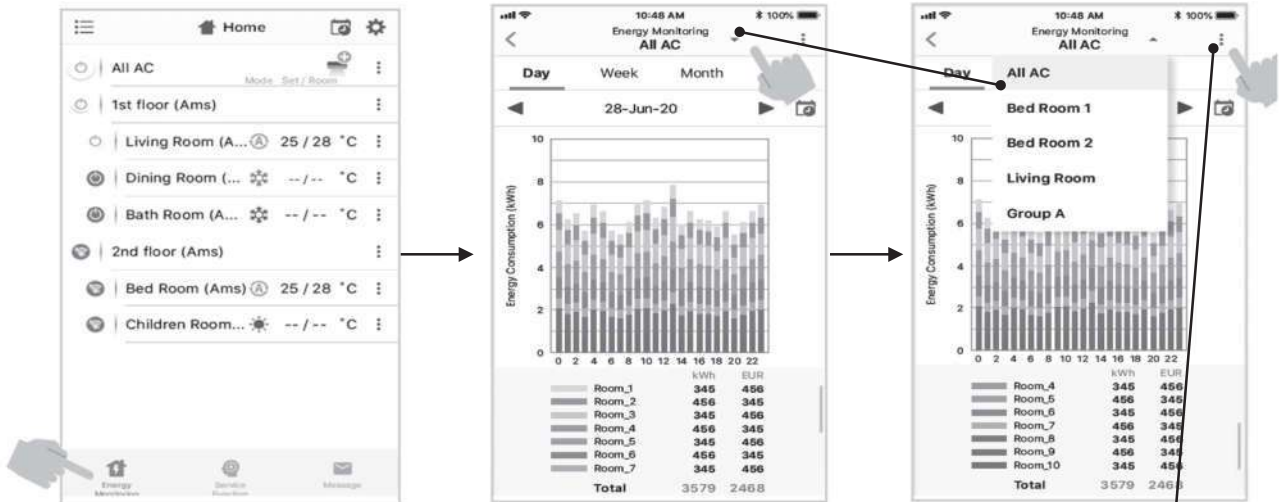 Home
All AC
Mode Set / Room
1st floor (Ams)
Living Room (A... A 25 / 28 °C
Dining Room (... -- / -- °C
Bath Room (A... -- / -- °C
2nd floor (Ams)
Bed Room (Ams) A 25 / 28 °C
Children Room... -- / -- °C
Energy
Monitoring
Service
Function
Message
10:48 AM 100%
Energy Monitoring
All AC
Day Week Month
28-Jun-20
Energy Consumption (kWh)
10
8
6
4
2
0
0 2 4 6 8 10 12 14 16 18 20 22
kWh EUR
Room_1 345 456
Room_2 456 345
Room_3 345 456
Room_4 456 345
Room_5 345 456
Room_6 456 345
Room_7 345 456
Total 3579 2468
10:48 AM 100%
Energy Monitoring
All AC
Day
All AC
Bed Room 1
Bed Room 2
Living Room
Group A
Energy Consumption (kWh)
10
8
6
4
2
0
0 2 4 6 8 10 12 14 16 18 20 22
kWh EUR
Room_4 345 456
Room_5 456 345
Room_6 345 456
Room_7 456 345
Room_8 345 456
Room_9 456 345
Room_10 345 456
Total 3579 2468